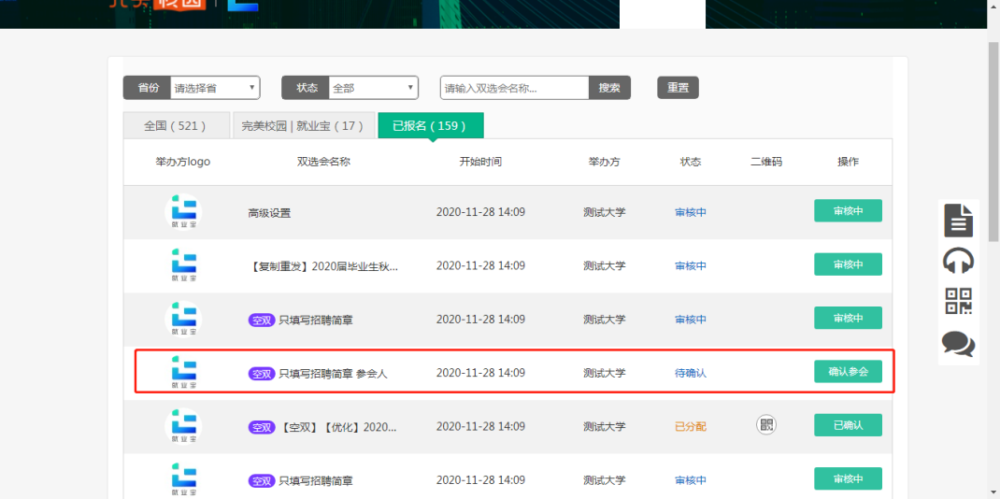 完美校园
省份 请选择省 状态 全部 请输入双选会名称... 搜索 重置
全国 ( 521 ) 完美校园 | 就业宝 ( 17 ) 已报名 ( 159 )
举办方logo 双选会名称 开始时间 举办方 状态 二维码 操作
就业宝 高级设置 2020-11-28 14:09 测试大学 审核中 审核中
就业宝 【复制重发】2020届毕业生秋... 2020-11-28 14:09 测试大学 审核中 审核中
就业宝 空双 只填写招聘简章 2020-11-28 14:09 测试大学 审核中 审核中
就业宝 空双 只填写招聘简章 参会人 2020-11-28 14:09 测试大学 待确认 确认参会
就业宝 空双 【空双】【优化】2020... 2020-11-28 14:09 测试大学 已分配 已确认
就业宝 空双 只填写招聘简章 2020-11-28 14:09 测试大学 审核中 审核中